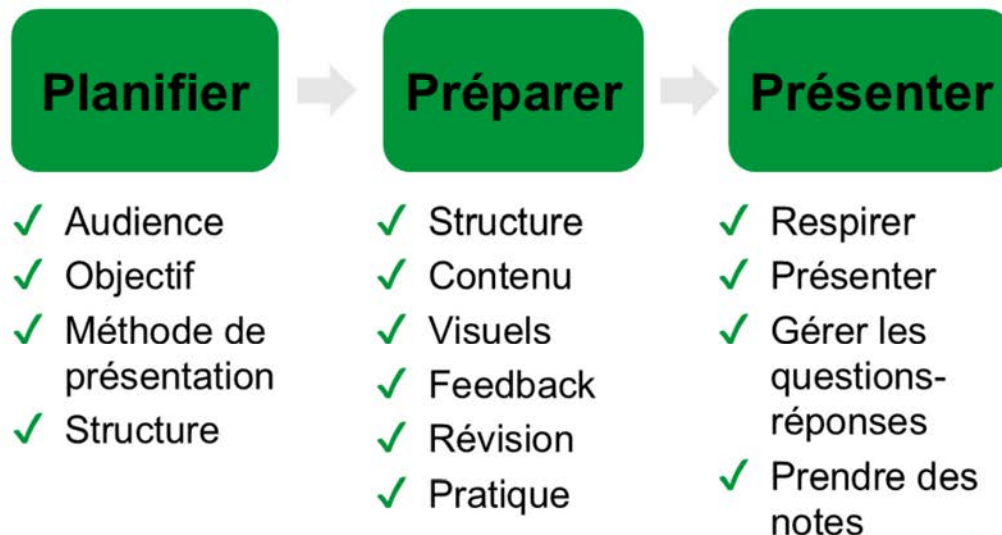 Planifier
Audience
Objectif
Méthode de
présentation
Structure
Préparer
Structure
Contenu
Visuels
Feedback
Révision
Pratique
Présenter
Respirer
Présenter
Gérer les
questions-
réponses
Prendre des
notes